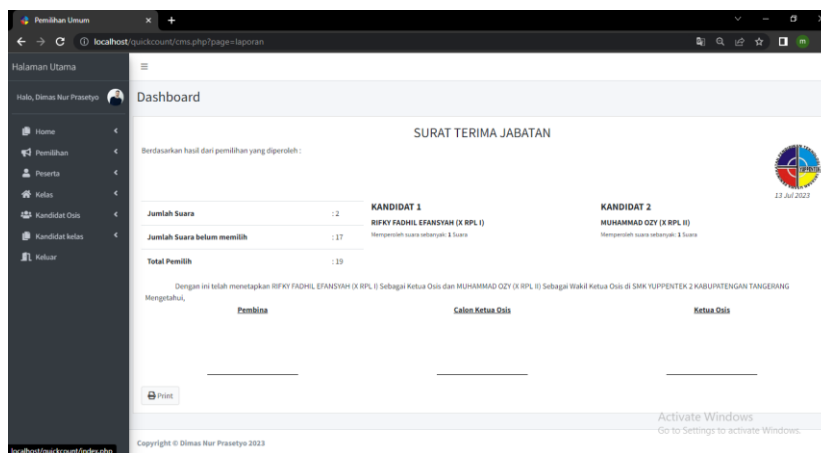 Pemilihan Umum
localhost/quickcount/cms.php?page=laporan
m
Halaman Utama
Halo, Dimas Nur Prasetyo
Dashboard
Home
Pemilihan
Peserta
Kelas
Kandidat Osis
Kandidat kelas
Keluar
SURAT TERIMA JABATAN
Berdasarkan hasil dari pemilihan yang diperoleh :
YUPPENTEK
13 Jul 2023
Jumlah Suara : 2
Jumlah Suara belum memilih : 17
Total Pemilih : 19
KANDIDAT 1
RIFKY FADHIL EFANSYAH (X RPL I)
Memperoleh suara sebanyak: 1 Suara
KANDIDAT 2
MUHAMMAD OZY (X RPL II)
Memperoleh suara sebanyak: 1 Suara
Dengan ini telah menetapkan RIFKY FADHIL EFANSYAH (X RPL I) Sebagai Ketua Osis dan MUHAMMAD OZY (X RPL II) Sebagai Wakil Ketua Osis di SMK YUPPENTEK 2 KABUPATENGAN TANGERANG
Mengetahui,
Pembina
Calon Ketua Osis
Ketua Osis
Print
Activate Windows
Go to Settings to activate Windows.
Copyright © Dimas Nur Prasetyo 2023
localhost/quickcount/index.php